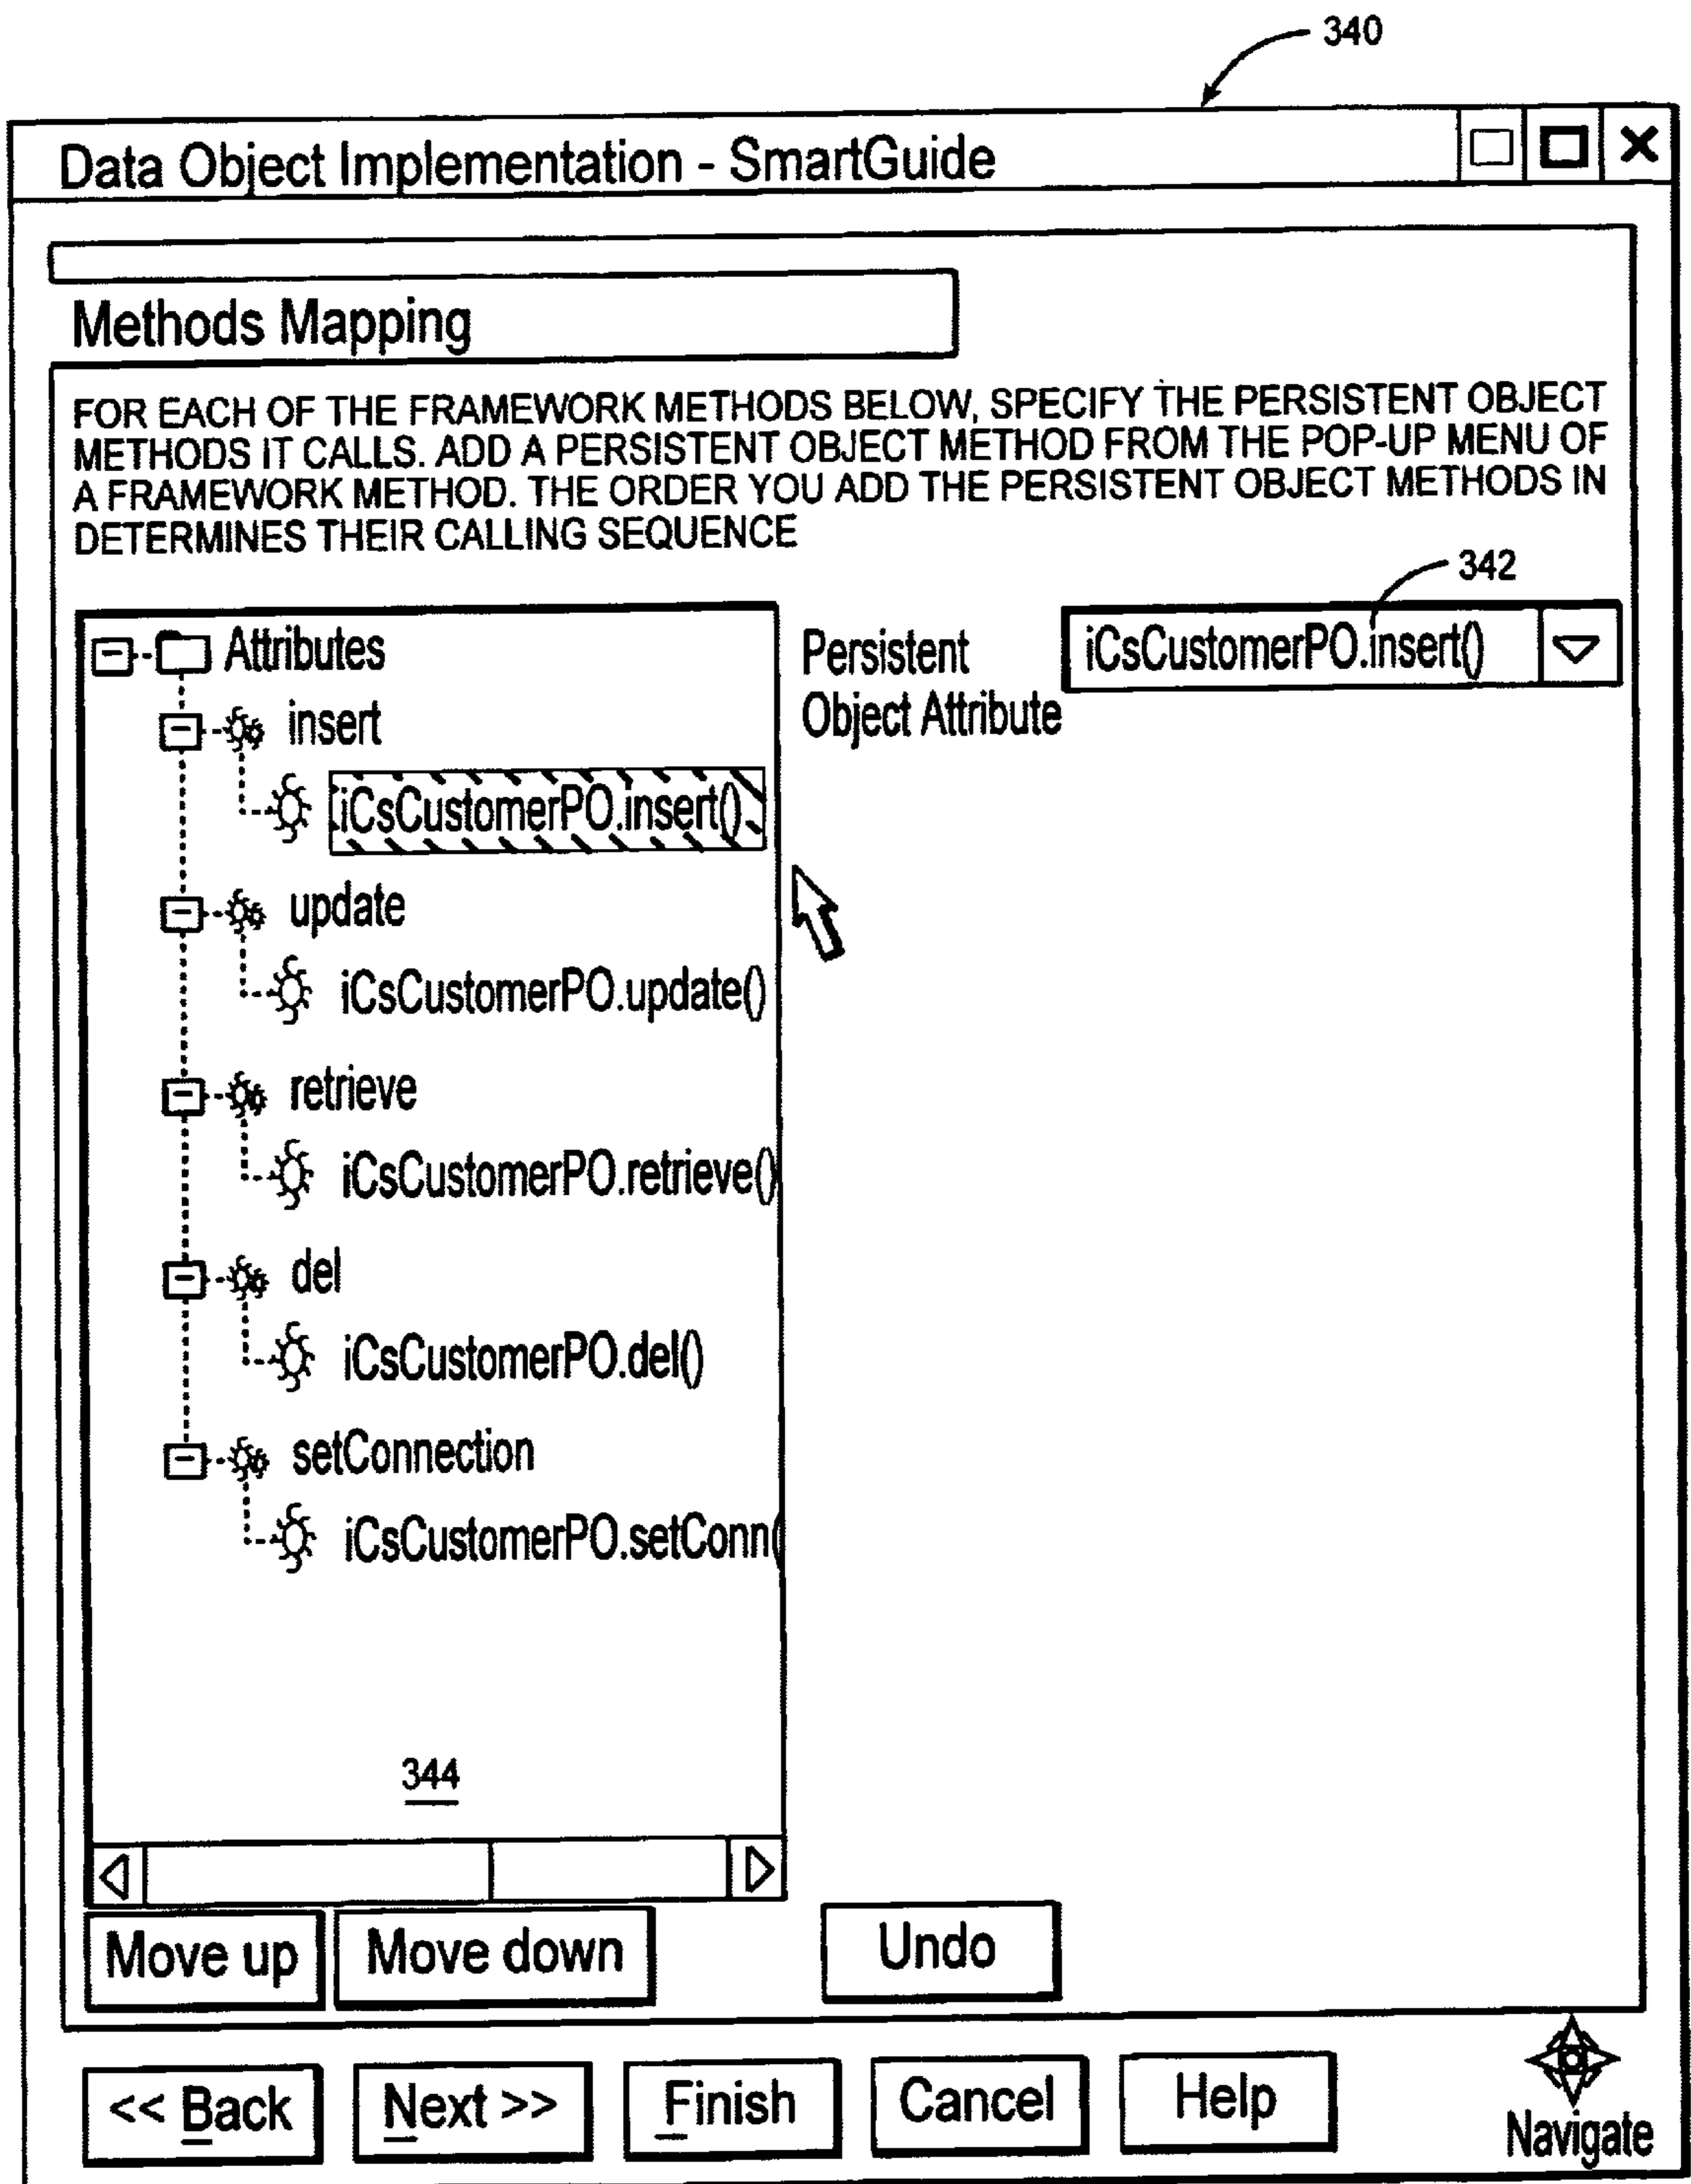 340
Data Object Implementation - SmartGuide
Methods Mapping
FOR EACH OF THE FRAMEWORK METHODS BELOW, SPECIFY THE PERSISTENT OBJECT
METHODS IT CALLS. ADD A PERSISTENT OBJECT METHOD FROM THE POP-UP MENU OF
A FRAMEWORK METHOD. THE ORDER YOU ADD THE PERSISTENT OBJECT METHODS IN
DETERMINES THEIR CALLING SEQUENCE
342
Attributes
insert
iCsCustomerPO.insert()
update
iCsCustomerPO.update()
retrieve
iCsCustomerPO.retrieve()
del
iCsCustomerPO.del()
setConnection
iCsCustomerPO.setConn(
344
Persistent
Object Attribute
iCsCustomerPO.insert()
Move up
Move down
Undo
<< Back
Next >>
Finish
Cancel
Help
Navigate